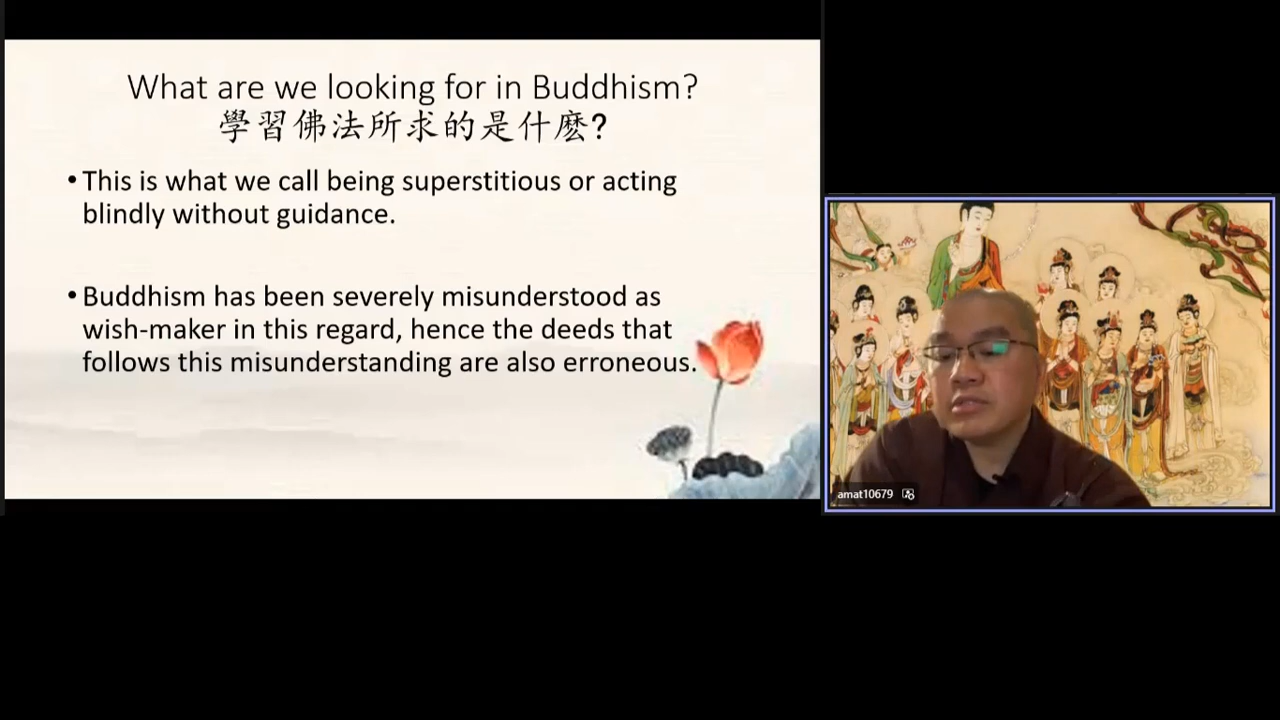 What are we looking for in Buddhism?
學習佛法所求的是什麼?
• This is what we call being superstitious or acting
blindly without guidance.
• Buddhism has been severely misunderstood as
wish-maker in this regard, hence the deeds that
follows this misunderstanding are also erroneous.
amat10679